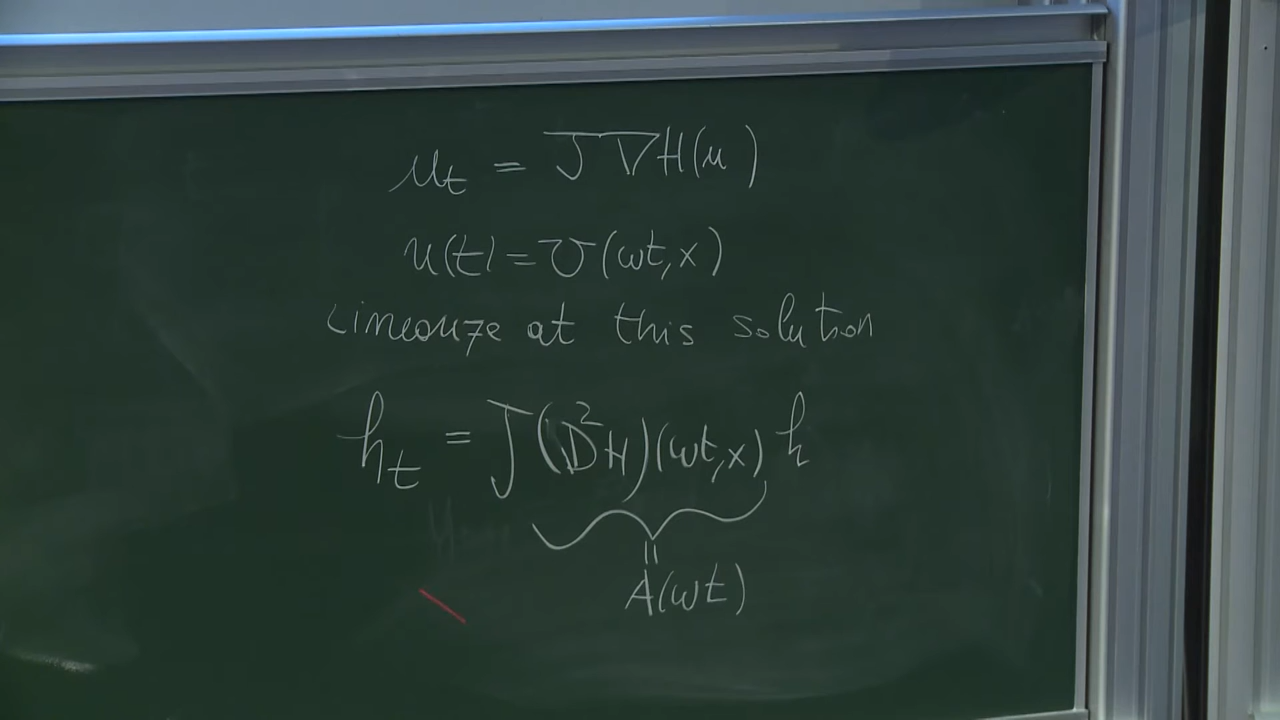 u_t = J∇H(u)
u(t) = v(ωt, x)
Linearize at this solution
h_t = J(D²H)(ωt, x) h
||
A(ωt)